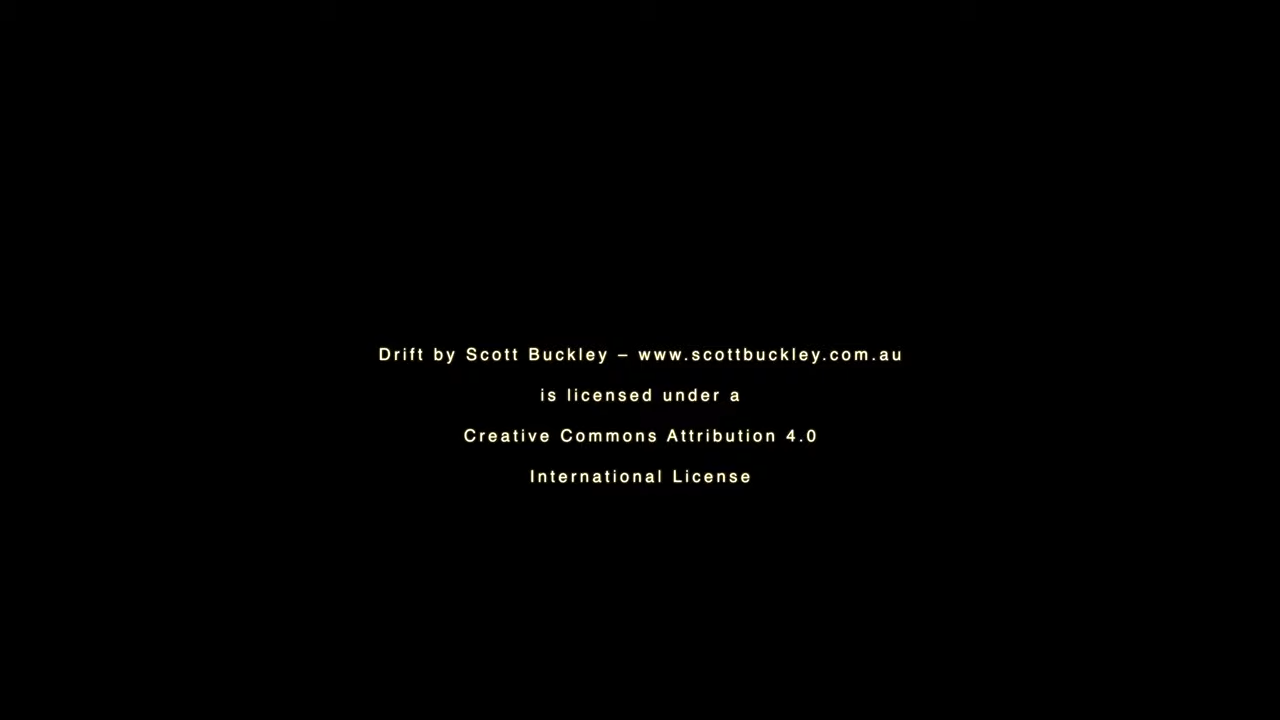 Drift by Scott Buckley – www.scottbuckley.com.au
is licensed under a
Creative Commons Attribution 4.0
International License